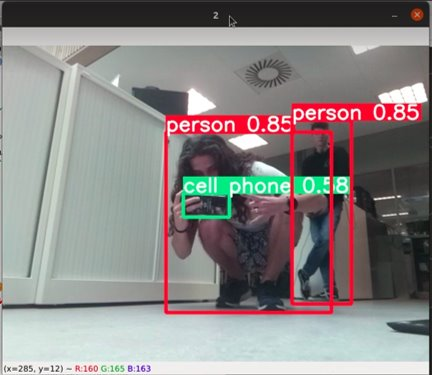 2
person 0.85
person 0.85
cell phone 0.58
(x=285, y=12) ~ R:160 G:165 B:163